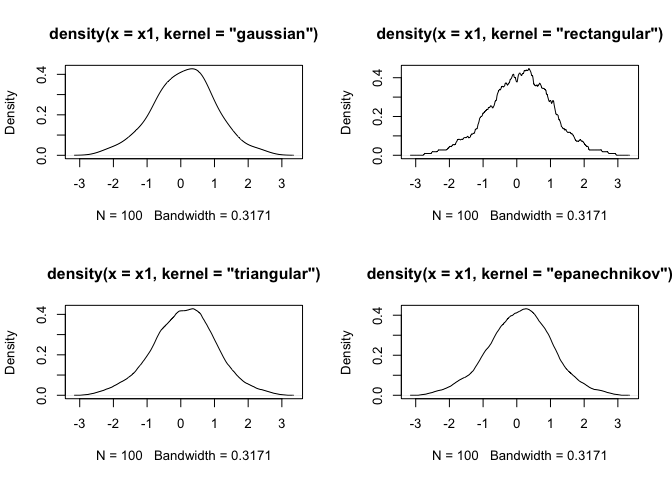 density(x = x1, kernel = "gaussian")
Density
0.0 0.2 0.4
-3 -2 -1 0 1 2 3
N = 100 Bandwidth = 0.3171
density(x = x1, kernel = "rectangular")
Density
0.0 0.2 0.4
-3 -2 -1 0 1 2 3
N = 100 Bandwidth = 0.3171
density(x = x1, kernel = "triangular")
Density
0.0 0.2 0.4
-3 -2 -1 0 1 2 3
N = 100 Bandwidth = 0.3171
density(x = x1, kernel = "epanechnikov")
Density
0.0 0.2 0.4
-3 -2 -1 0 1 2 3
N = 100 Bandwidth = 0.3171